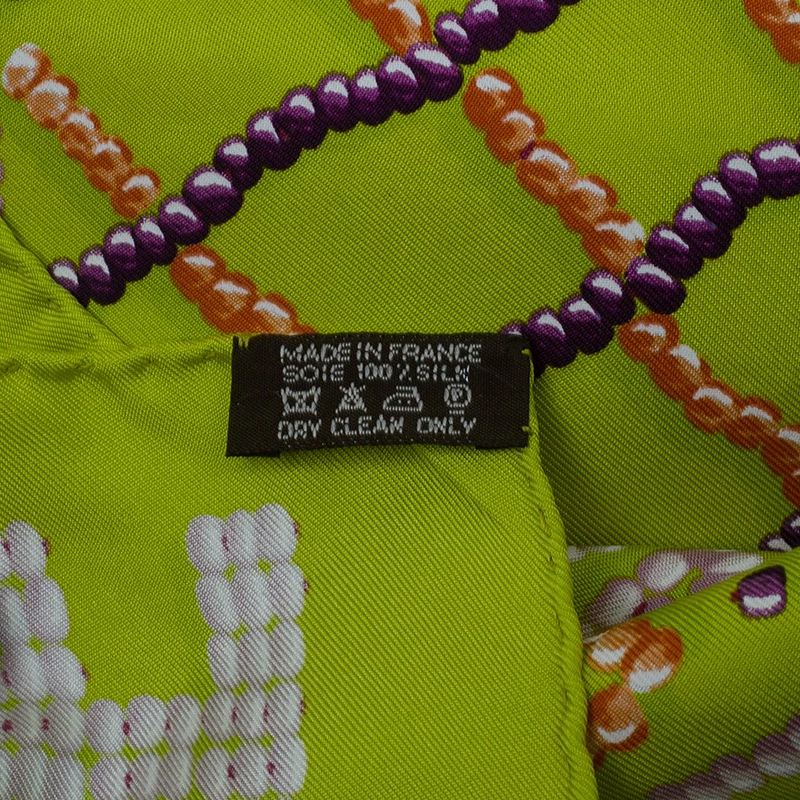 MADE IN FRANCE
SOIE 100 % SILK
DRY CLEAN ONLY